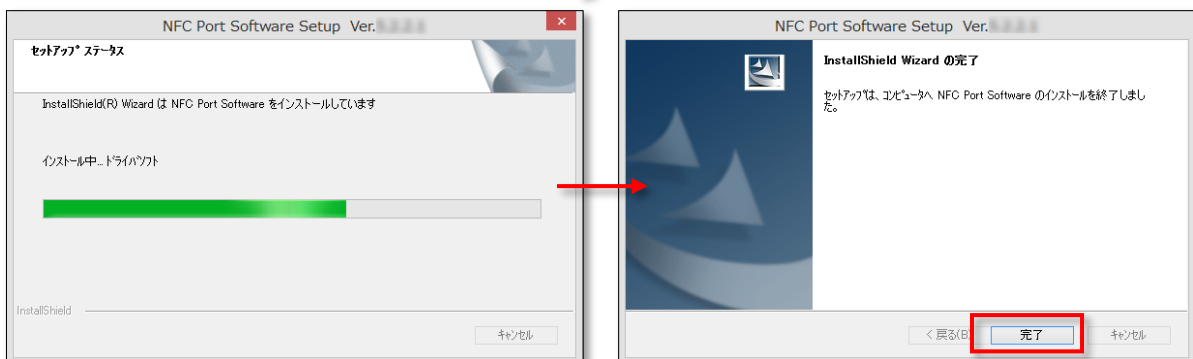 NFC Port Software Setup Ver.
セットアップ ステータス
InstallShield(R) Wizard は NFC Port Software をインストールしています
インストール中... ドライバソフト
InstallShield
キャンセル
NFC Port Software Setup Ver.
InstallShield Wizard の完了
セットアップは、コンピュータへ NFC Port Software のインストールを終了しまし
た。
< 戻る(B)
完了
キャンセル